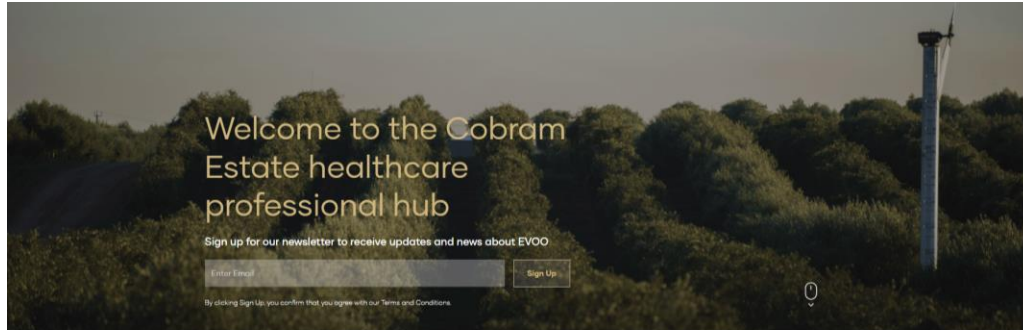 Welcome to the Cobram
Estate healthcare
professional hub
Sign up for our newsletter to receive updates and news about EVOO
Enter Email
Sign Up
By clicking Sign Up, you confirm that you agree with our Terms and Conditions.